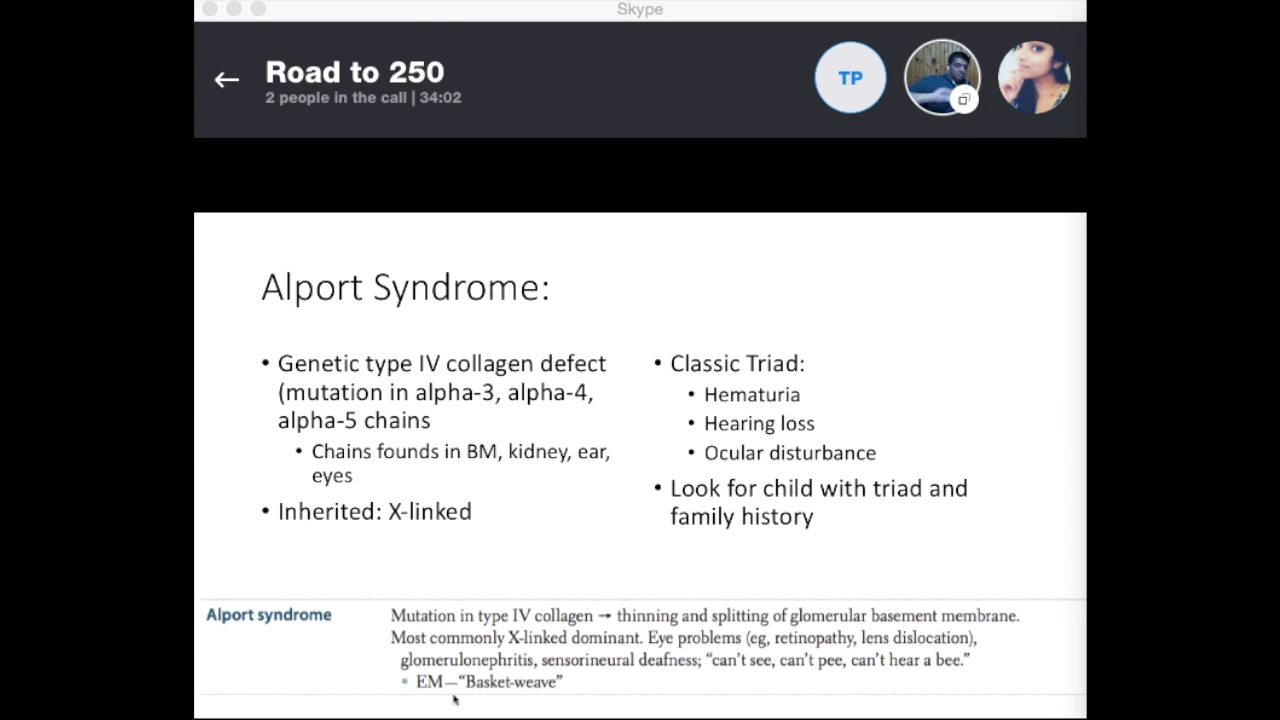 Skype
Road to 250
2 people in the call | 34:02
TP
Alport Syndrome:
• Genetic type IV collagen defect
(mutation in alpha-3, alpha-4,
alpha-5 chains
• Chains founds in BM, kidney, ear,
eyes
• Inherited: X-linked
• Classic Triad:
• Hematuria
• Hearing loss
• Ocular disturbance
• Look for child with triad and
family history
Alport syndrome
Mutation in type IV collagen → thinning and splitting of glomerular basement membrane.
Most commonly X-linked dominant. Eye problems (eg, retinopathy, lens dislocation),
glomerulonephritis, sensorineural deafness; “can’t see, can’t pee, can’t hear a bee.”
▪ EM—“Basket-weave”